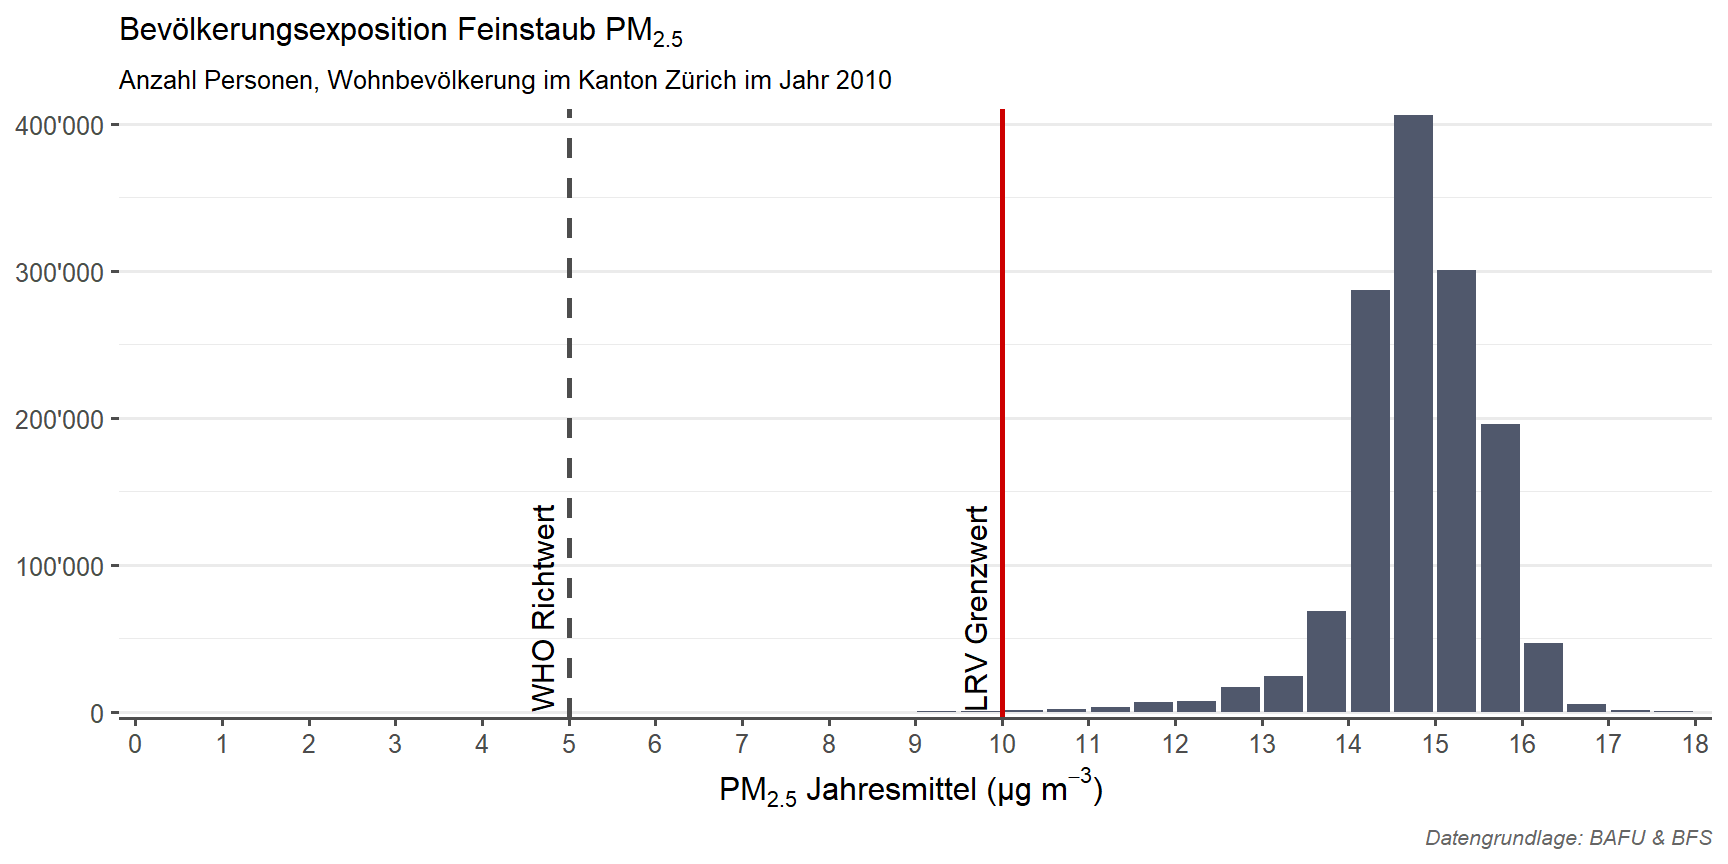 Bevölkerungsexposition Feinstaub PM2.5
Anzahl Personen, Wohnbevölkerung im Kanton Zürich im Jahr 2010
400'000
300'000
200'000
100'000
0
WHO Richtwert
LRV Grenzwert
0 1 2 3 4 5 6 7 8 9 10 11 12 13 14 15 16 17 18
PM2.5 Jahresmittel (µg m−3)
Datengrundlage: BAFU & BFS